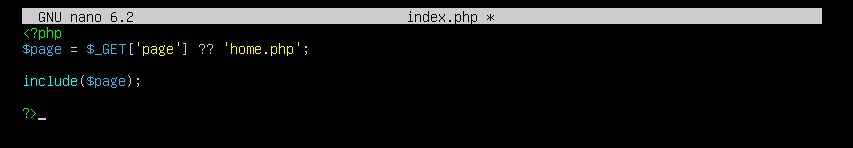 GNU nano 6.2 index.php *
<?php
$page = $_GET['page'] ?? 'home.php';
include($page);
?>